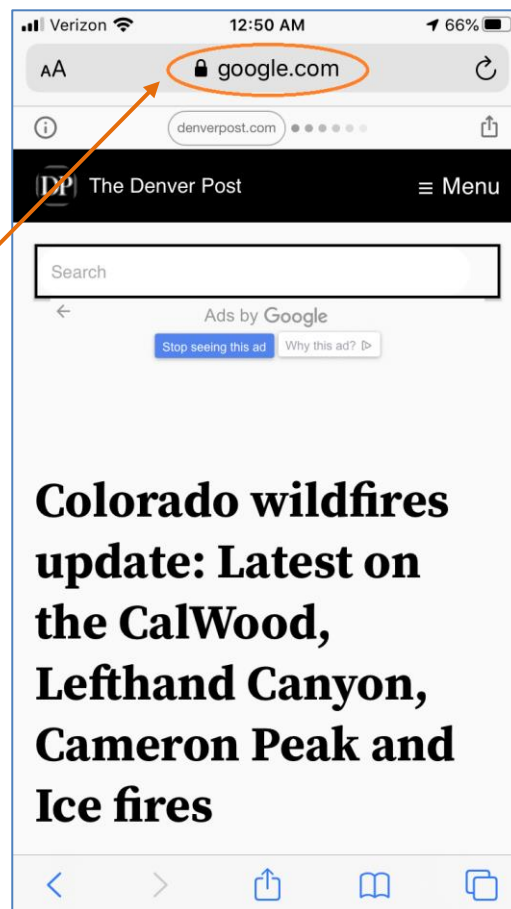 Verizon 12:50 AM 66%
AA google.com
denverpost.com
DP The Denver Post Menu
Search
Ads by Google
Stop seeing this ad Why this ad?
Colorado wildfires
update: Latest on
the CalWood,
Lefthand Canyon,
Cameron Peak and
Ice fires